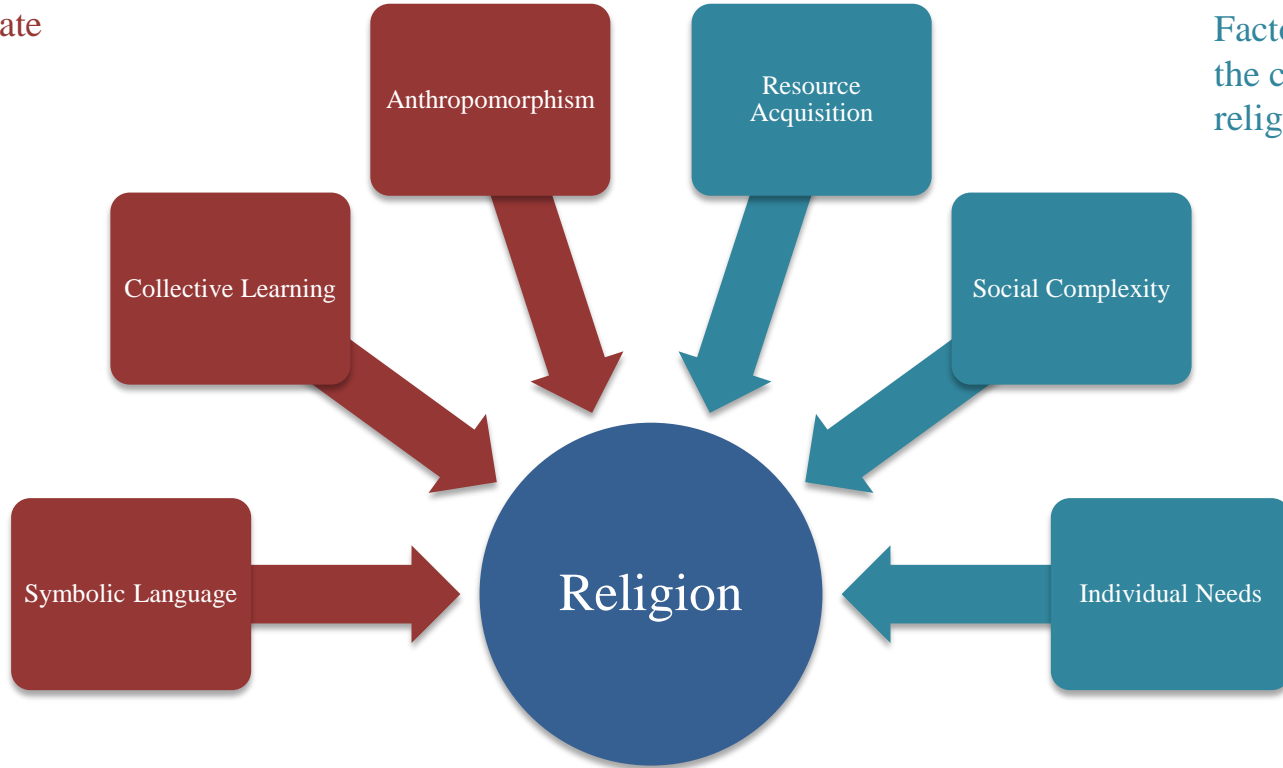 ate
Facto
the c
relig
Anthropomorphism
Resource
Acquisition
Collective Learning
Social Complexity
Symbolic Language
Religion
Individual Needs